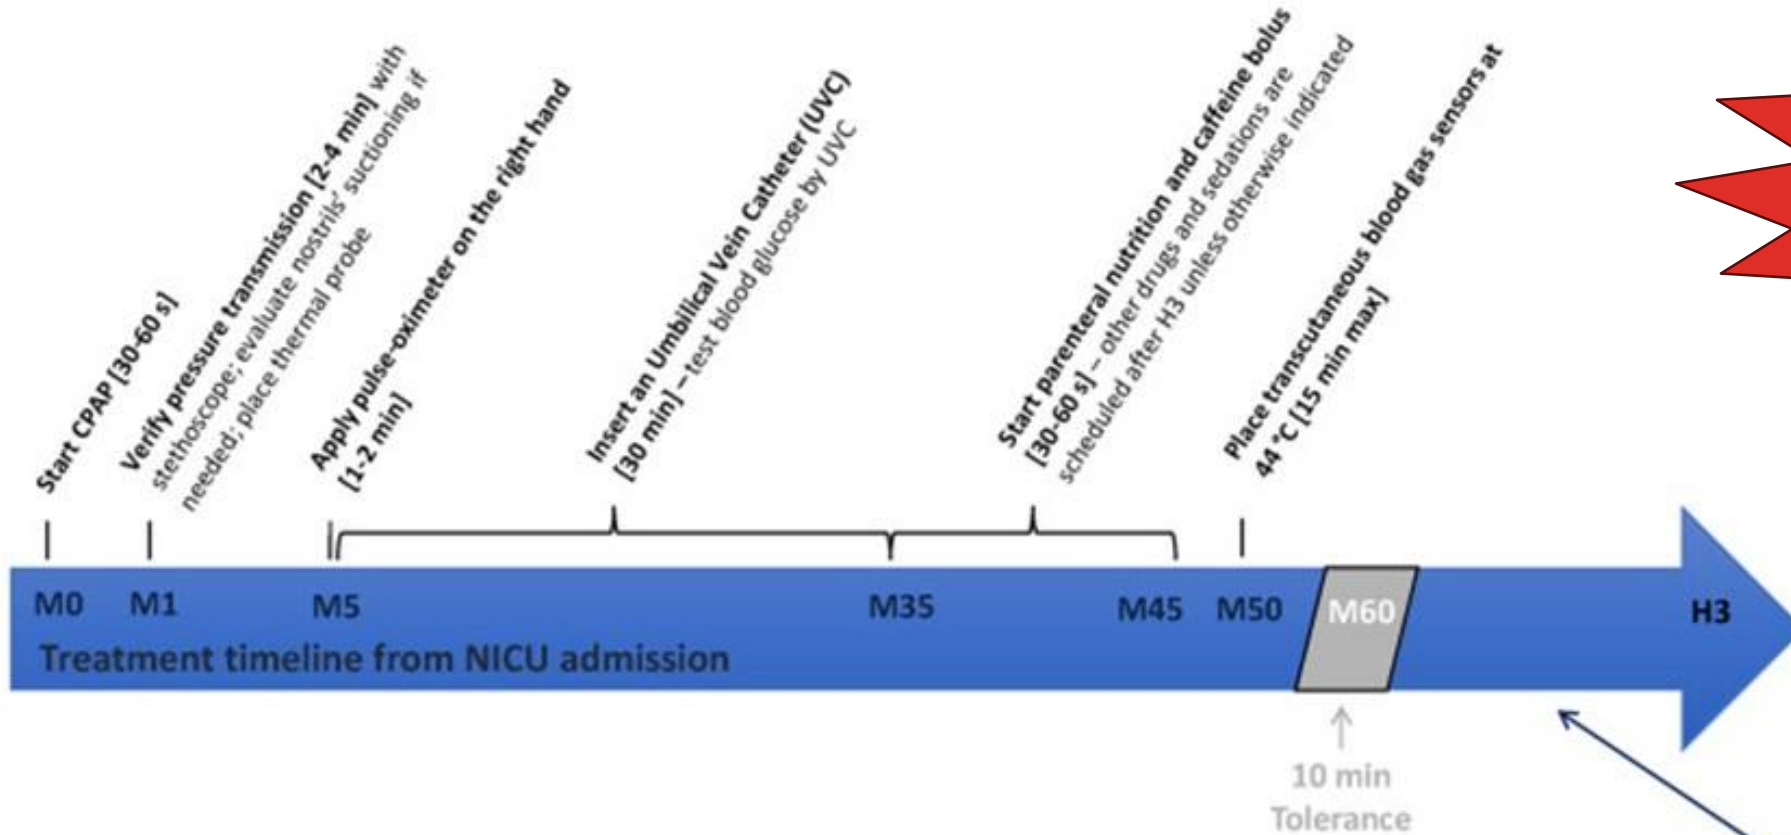 Start CPAP [30-60 s]
Verify pressure transmission [2-4 min] with
stethoscope; evaluate nostrils' suctioning if
needed; place thermal probe
Apply pulse-oximeter on the right hand
[1-2 min]
Insert an Umbilical Vein Catheter (UVC)
[30 min] – test blood glucose by UVC
Start parenteral nutrition and caffeine bolus
[30-60 s] – other drugs and sedations are
scheduled after H3 unless otherwise indicated
Place transcutaneous blood gas sensors at
44 °C [15 min max]
M0 M1 M5 M35 M45 M50 M60 H3
Treatment timeline from NICU admission
10 min
Tolerance